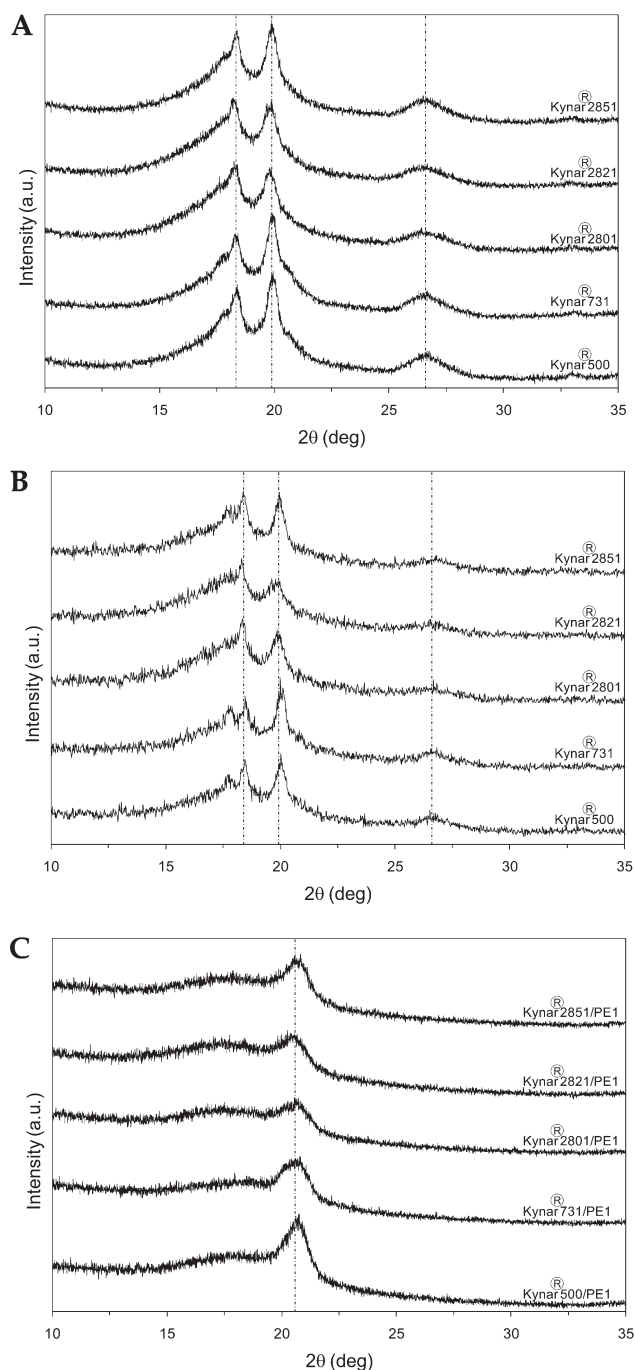 A
Intensity (a.u.)
®
Kynar 2851
®
Kynar 2821
®
Kynar 2801
®
Kynar 731
®
Kynar 500
10 15 20 25 30 35
2θ (deg)
B
Intensity (a.u.)
®
Kynar 2851
®
Kynar 2821
®
Kynar 2801
®
Kynar 731
®
Kynar 500
10 15 20 25 30 35
2θ (deg)
C
Intensity (a.u.)
®
Kynar 2851/PE1
®
Kynar 2821/PE1
®
Kynar 2801/PE1
®
Kynar 731/PE1
®
Kynar 500/PE1
10 15 20 25 30 35
2θ (deg)